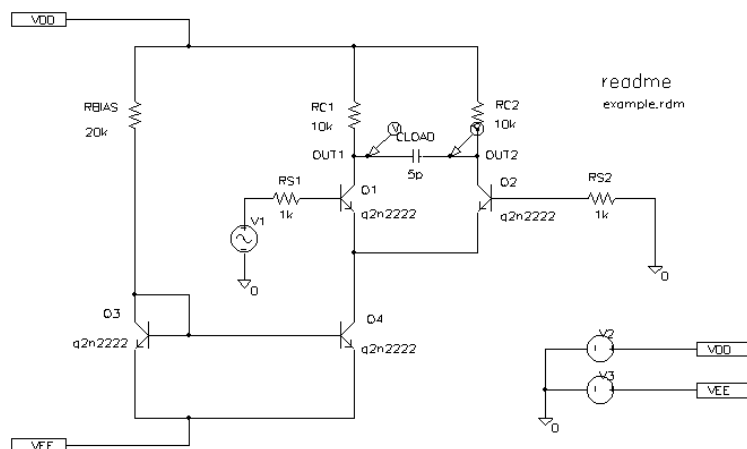 VDD
readme
example.rdm
RBIAS
20k
RC1
10k
RC2
10k
V
V
CLOAD
5p
OUT1
OUT2
RS1
1k
Q1
q2n2222
Q2
q2n2222
RS2
1k
V1
0
0
Q3
q2n2222
Q4
q2n2222
V2
VDD
V3
VEE
0
VEE